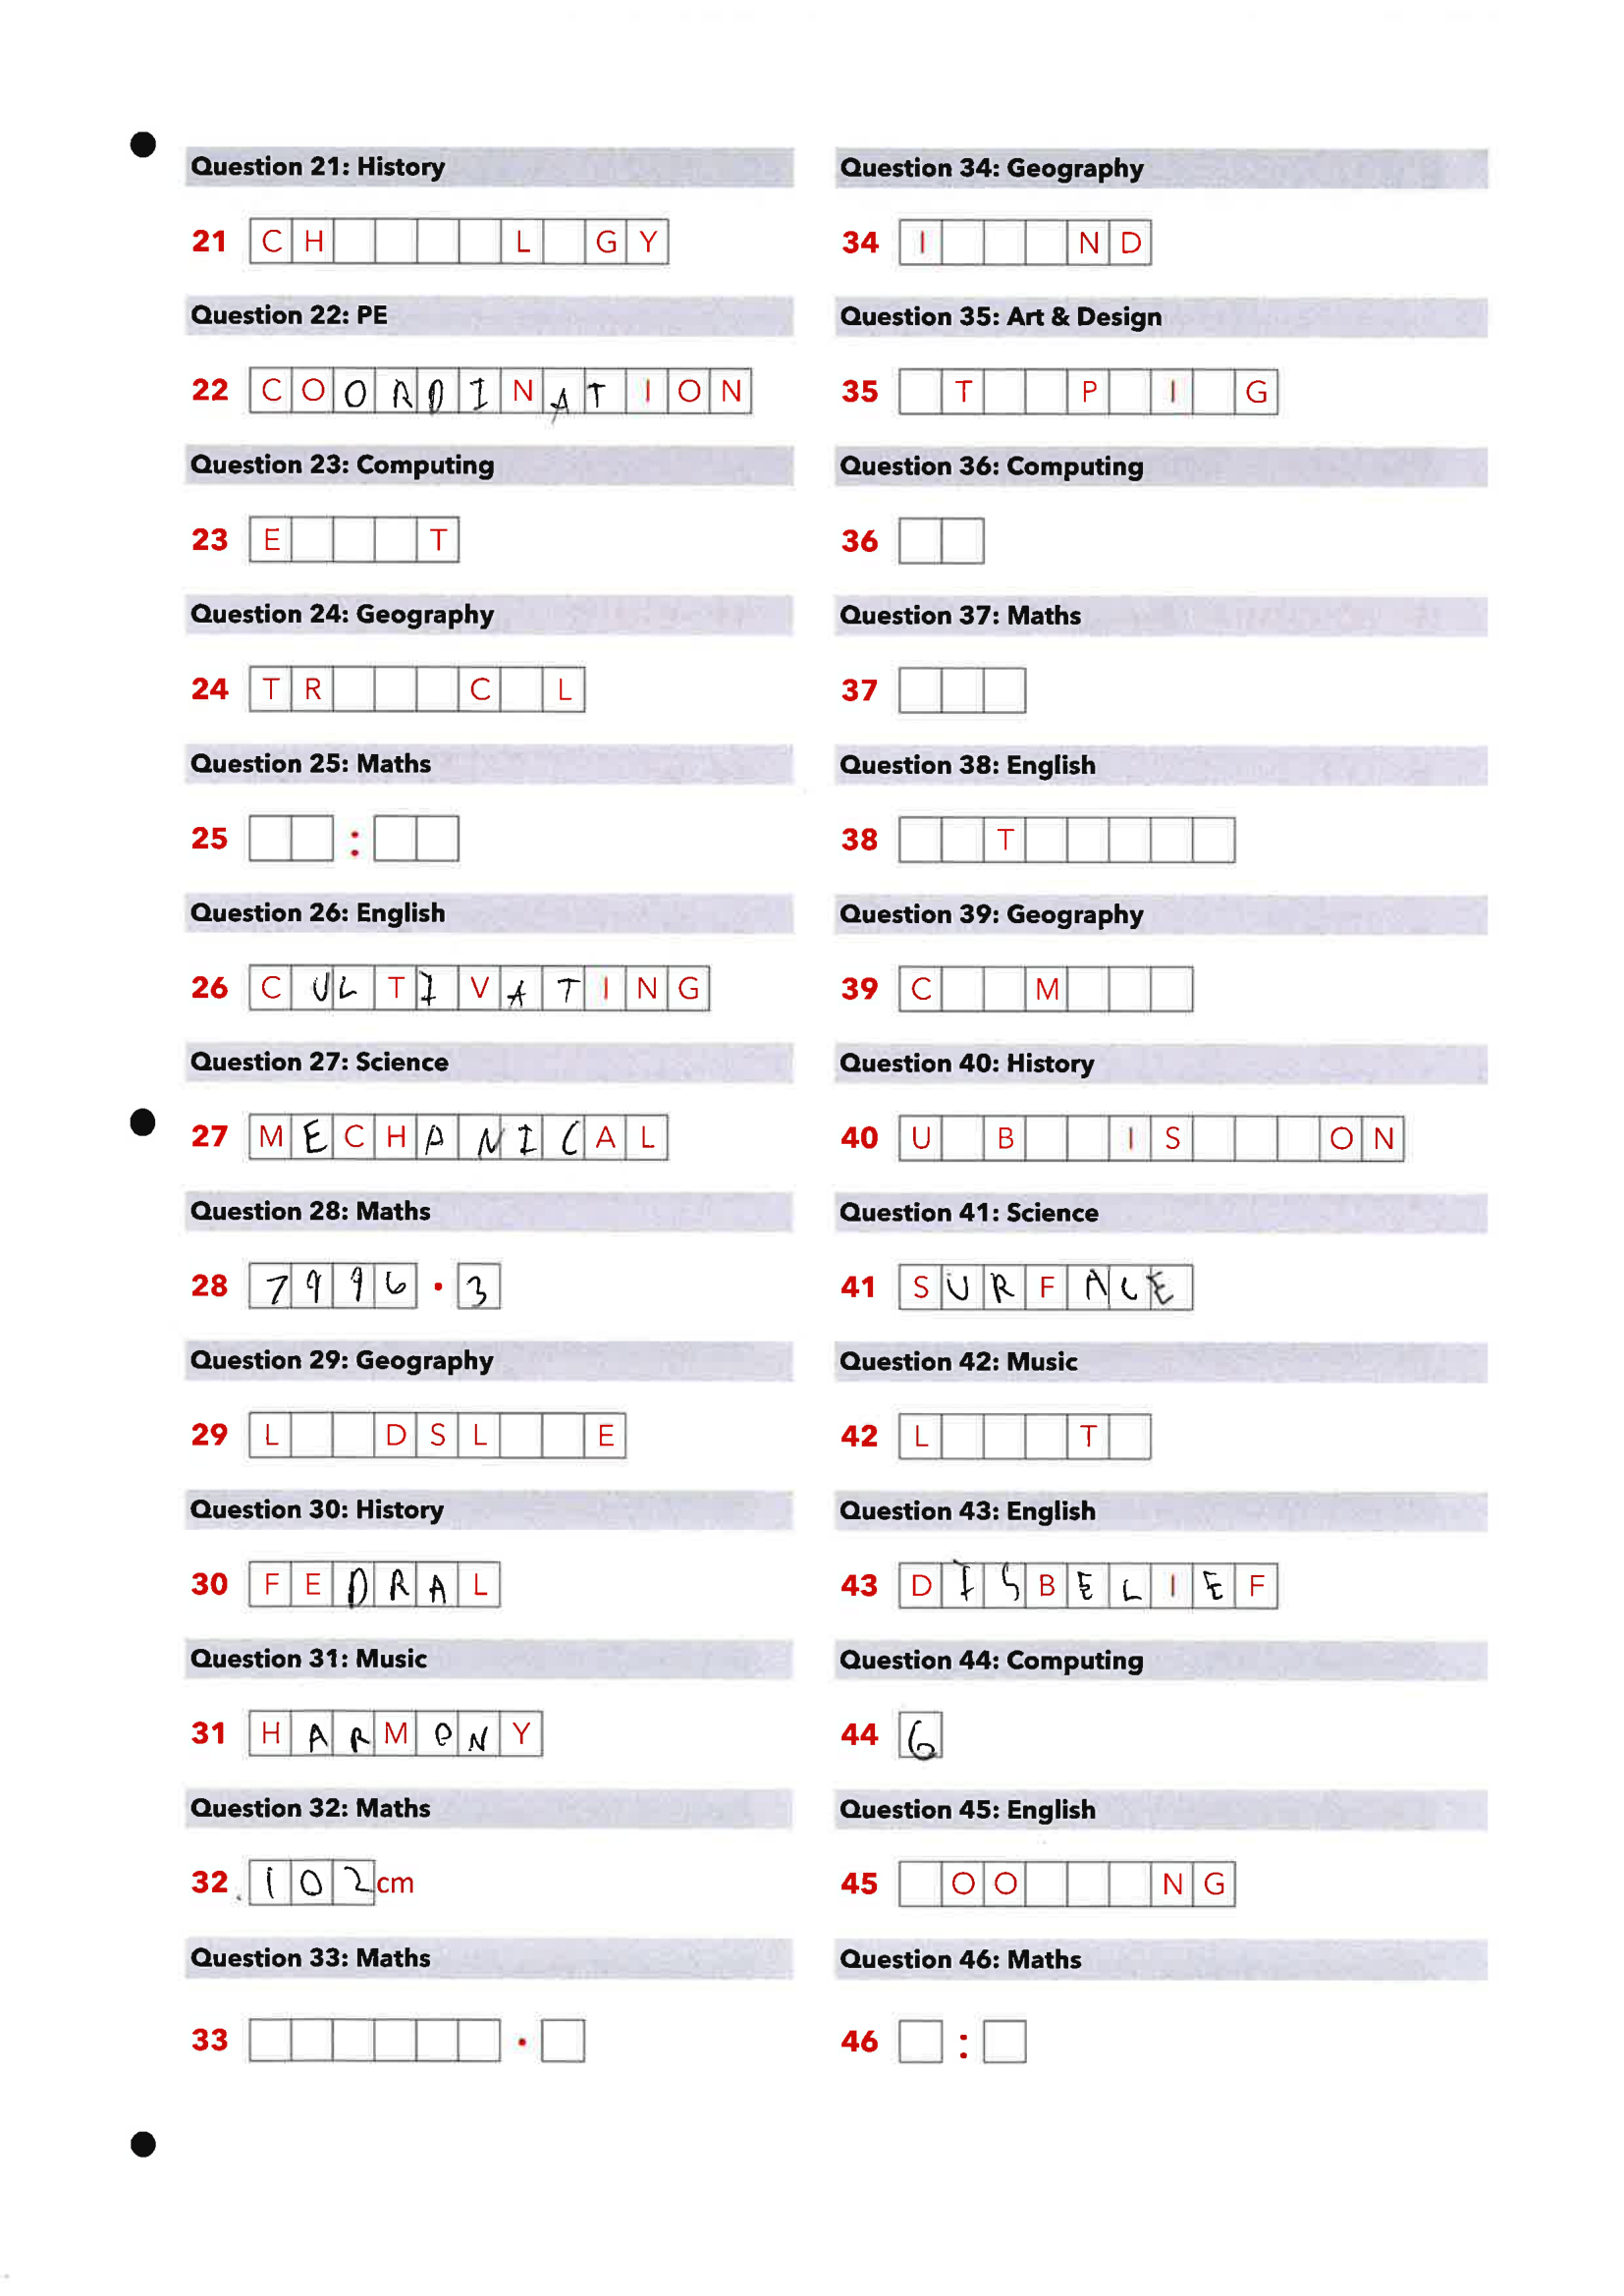 Question 21: History
21 C H L G Y
Question 22: PE
22 C O O R D I N A T I O N
Question 23: Computing
23 E T
Question 24: Geography
24 T R C L
Question 25: Maths
25 :
Question 26: English
26 C U L T I V A T I N G
Question 27: Science
27 M E C H A N I C A L
Question 28: Maths
28 7 9 9 6 . 3
Question 29: Geography
29 L D S L E
Question 30: History
30 F E D R A L
Question 31: Music
31 H A R M O N Y
Question 32: Maths
32 1 0 2 cm
Question 33: Maths
33 .
Question 34: Geography
34 I N D
Question 35: Art & Design
35 T P I G
Question 36: Computing
36
Question 37: Maths
37
Question 38: English
38 T
Question 39: Geography
39 C M
Question 40: History
40 U B I S O N
Question 41: Science
41 S U R F A C E
Question 42: Music
42 L T
Question 43: English
43 D I S B E L I E F
Question 44: Computing
44 6
Question 45: English
45 O O N G
Question 46: Maths
46 :